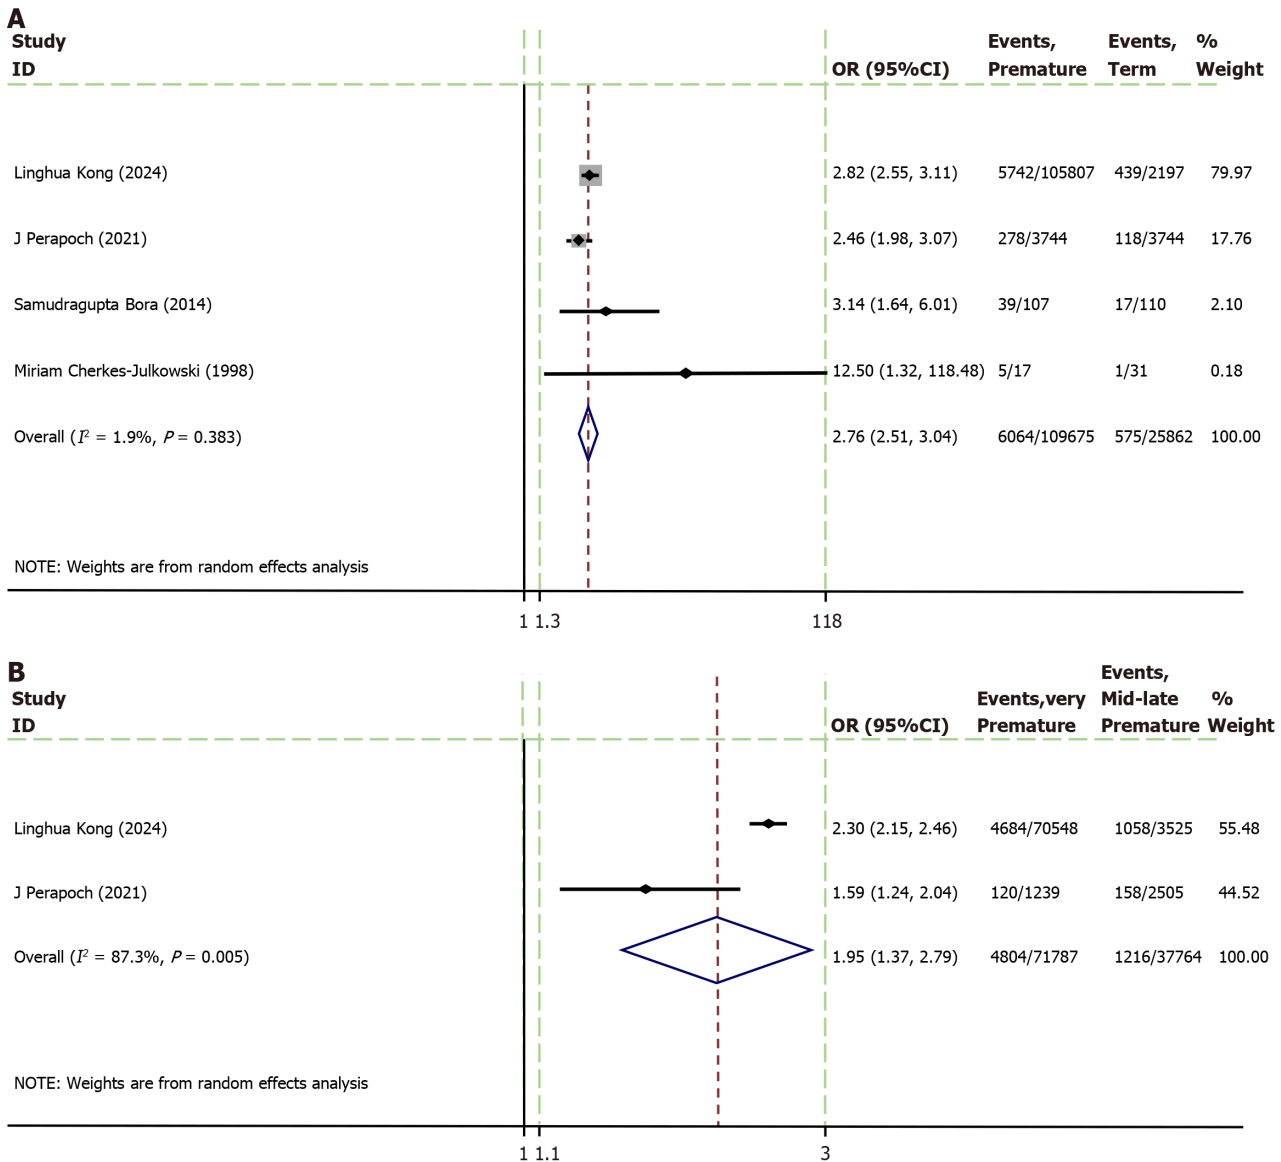 A
Study
ID
OR (95%CI)
Events, Premature
Events, Term
% Weight
Linghua Kong (2024) 2.82 (2.55, 3.11) 5742/105807 439/2197 79.97
J Perapoch (2021) 2.46 (1.98, 3.07) 278/3744 118/3744 17.76
Samudragupta Bora (2014) 3.14 (1.64, 6.01) 39/107 17/110 2.10
Miriam Cherkes-Julkowski (1998) 12.50 (1.32, 118.48) 5/17 1/31 0.18
Overall (I² = 1.9%, P = 0.383) 2.76 (2.51, 3.04) 6064/109675 575/25862 100.00
NOTE: Weights are from random effects analysis
1 1.3 118
B
Study
ID
OR (95%CI)
Events,very Premature
Events, Mid-late Premature
% Weight
Linghua Kong (2024) 2.30 (2.15, 2.46) 4684/70548 1058/3525 55.48
J Perapoch (2021) 1.59 (1.24, 2.04) 120/1239 158/2505 44.52
Overall (I² = 87.3%, P = 0.005) 1.95 (1.37, 2.79) 4804/71787 1216/37764 100.00
NOTE: Weights are from random effects analysis
1 1.1 3